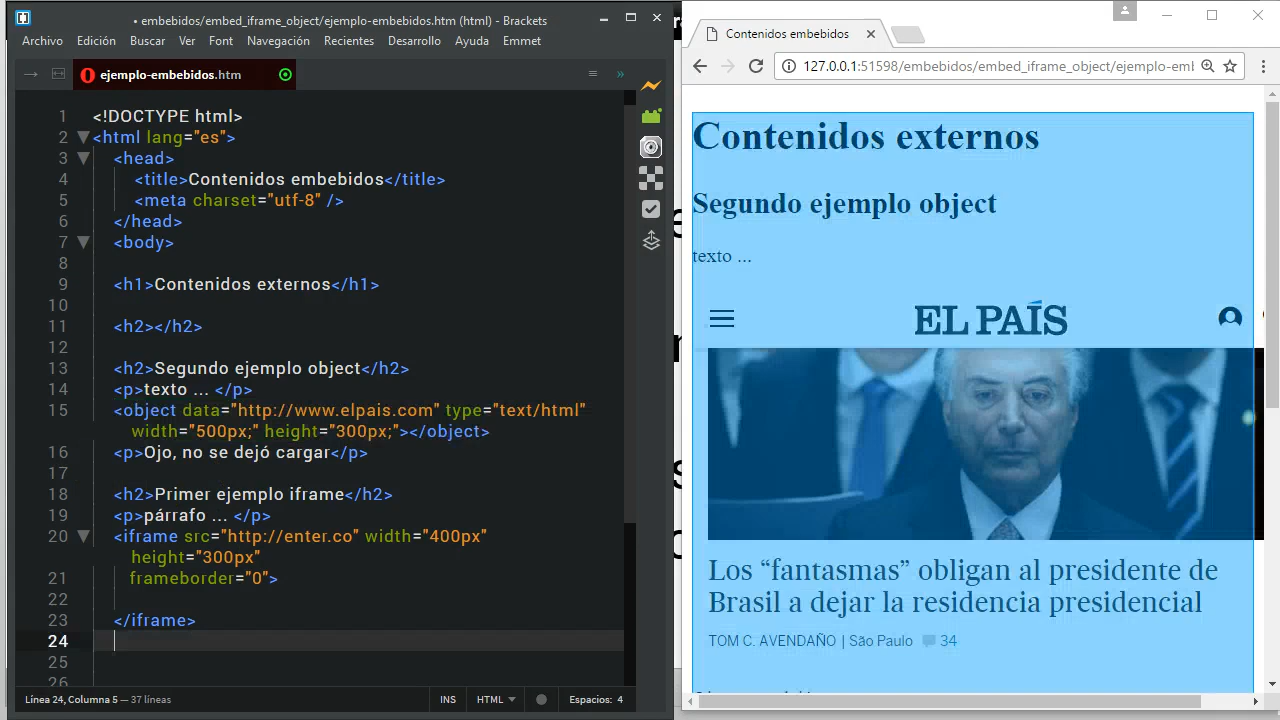 • embebidos/embed_iframe_object/ejemplo-embebidos.htm (html) - Brackets
Archivo Edición Buscar Ver Font Navegación Recientes Desarrollo Ayuda Emmet
ejemplo-embebidos.htm
1 <!DOCTYPE html>
2 <html lang="es">
3 <head>
4 <title>Contenidos embebidos</title>
5 <meta charset="utf-8" />
6 </head>
7 <body>
8
9 <h1>Contenidos externos</h1>
10
11 <h2></h2>
12
13 <h2>Segundo ejemplo object</h2>
14 <p>texto ... </p>
15 <object data="http://www.elpais.com" type="text/html"
width="500px;" height="300px;"></object>
16 <p>Ojo, no se dejó cargar</p>
17
18 <h2>Primer ejemplo iframe</h2>
19 <p>párrafo ... </p>
20 <iframe src="http://enter.co" width="400px"
height="300px"
21 frameborder="0">
22
23 </iframe>
24
25
26
Línea 24, Columna 5 — 37 líneas
INS HTML Espacios: 4
Contenidos embebidos
127.0.0.1:51598/embebidos/embed_iframe_object/ejemplo-embi
Contenidos externos
Segundo ejemplo object
texto ...
EL PAÍS
Los “fantasmas” obligan al presidente de
Brasil a dejar la residencia presidencial
TOM C. AVENDAÑO | São Paulo 34